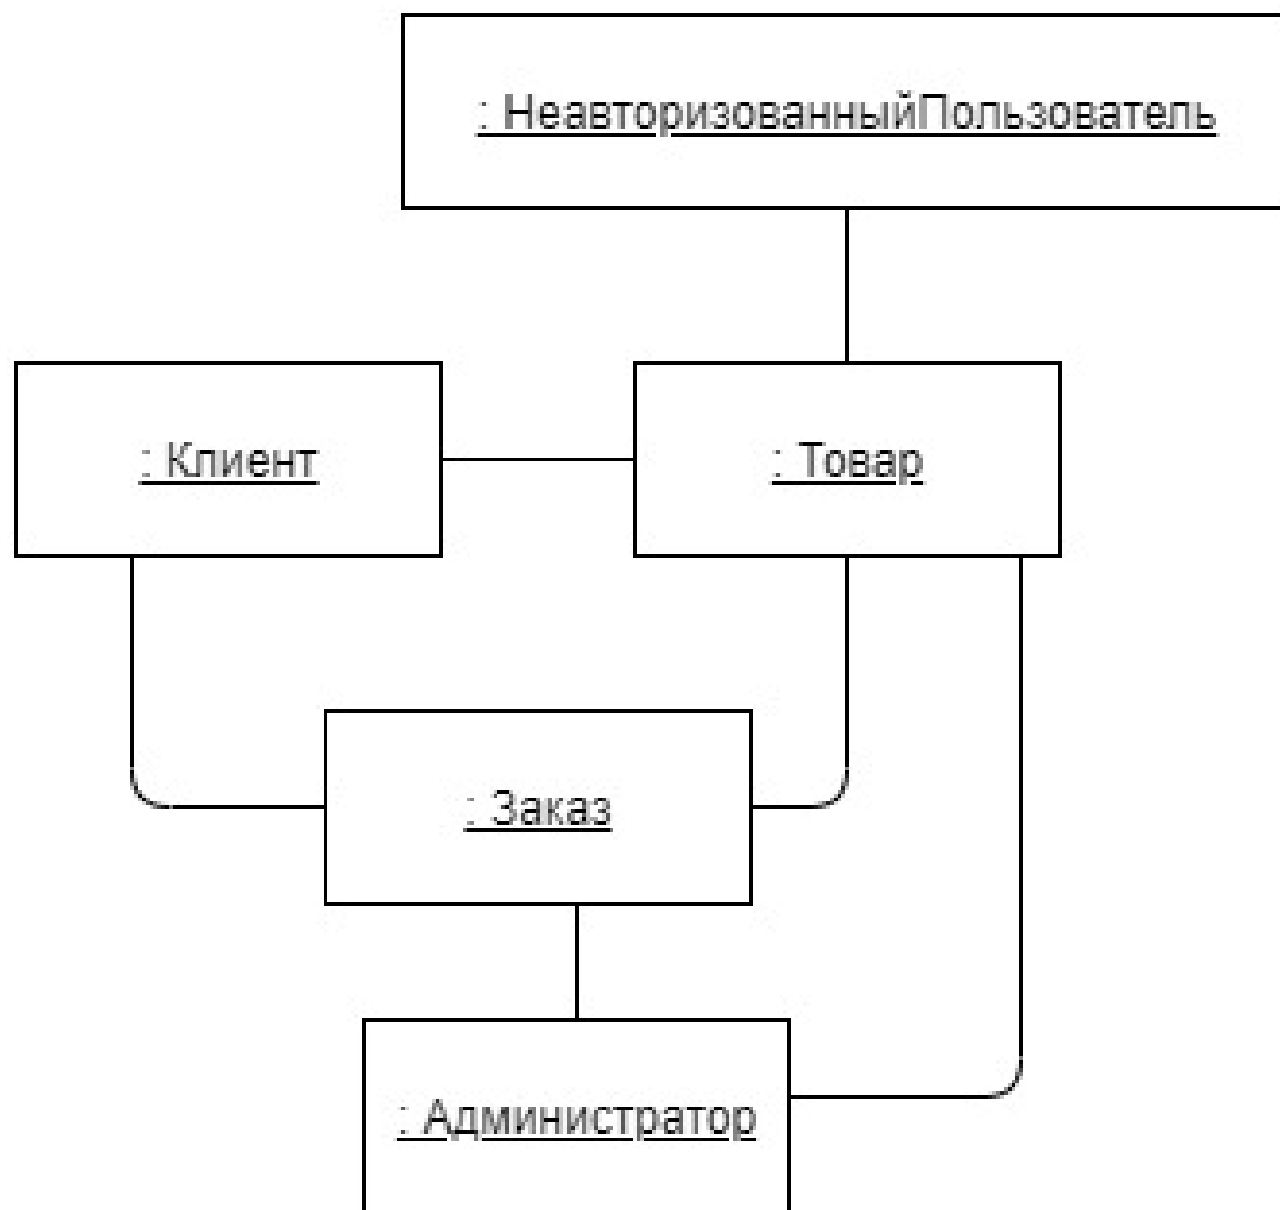 : НеавторизованныйПользователь
: Клиент
: Товар
: Заказ
: Администратор